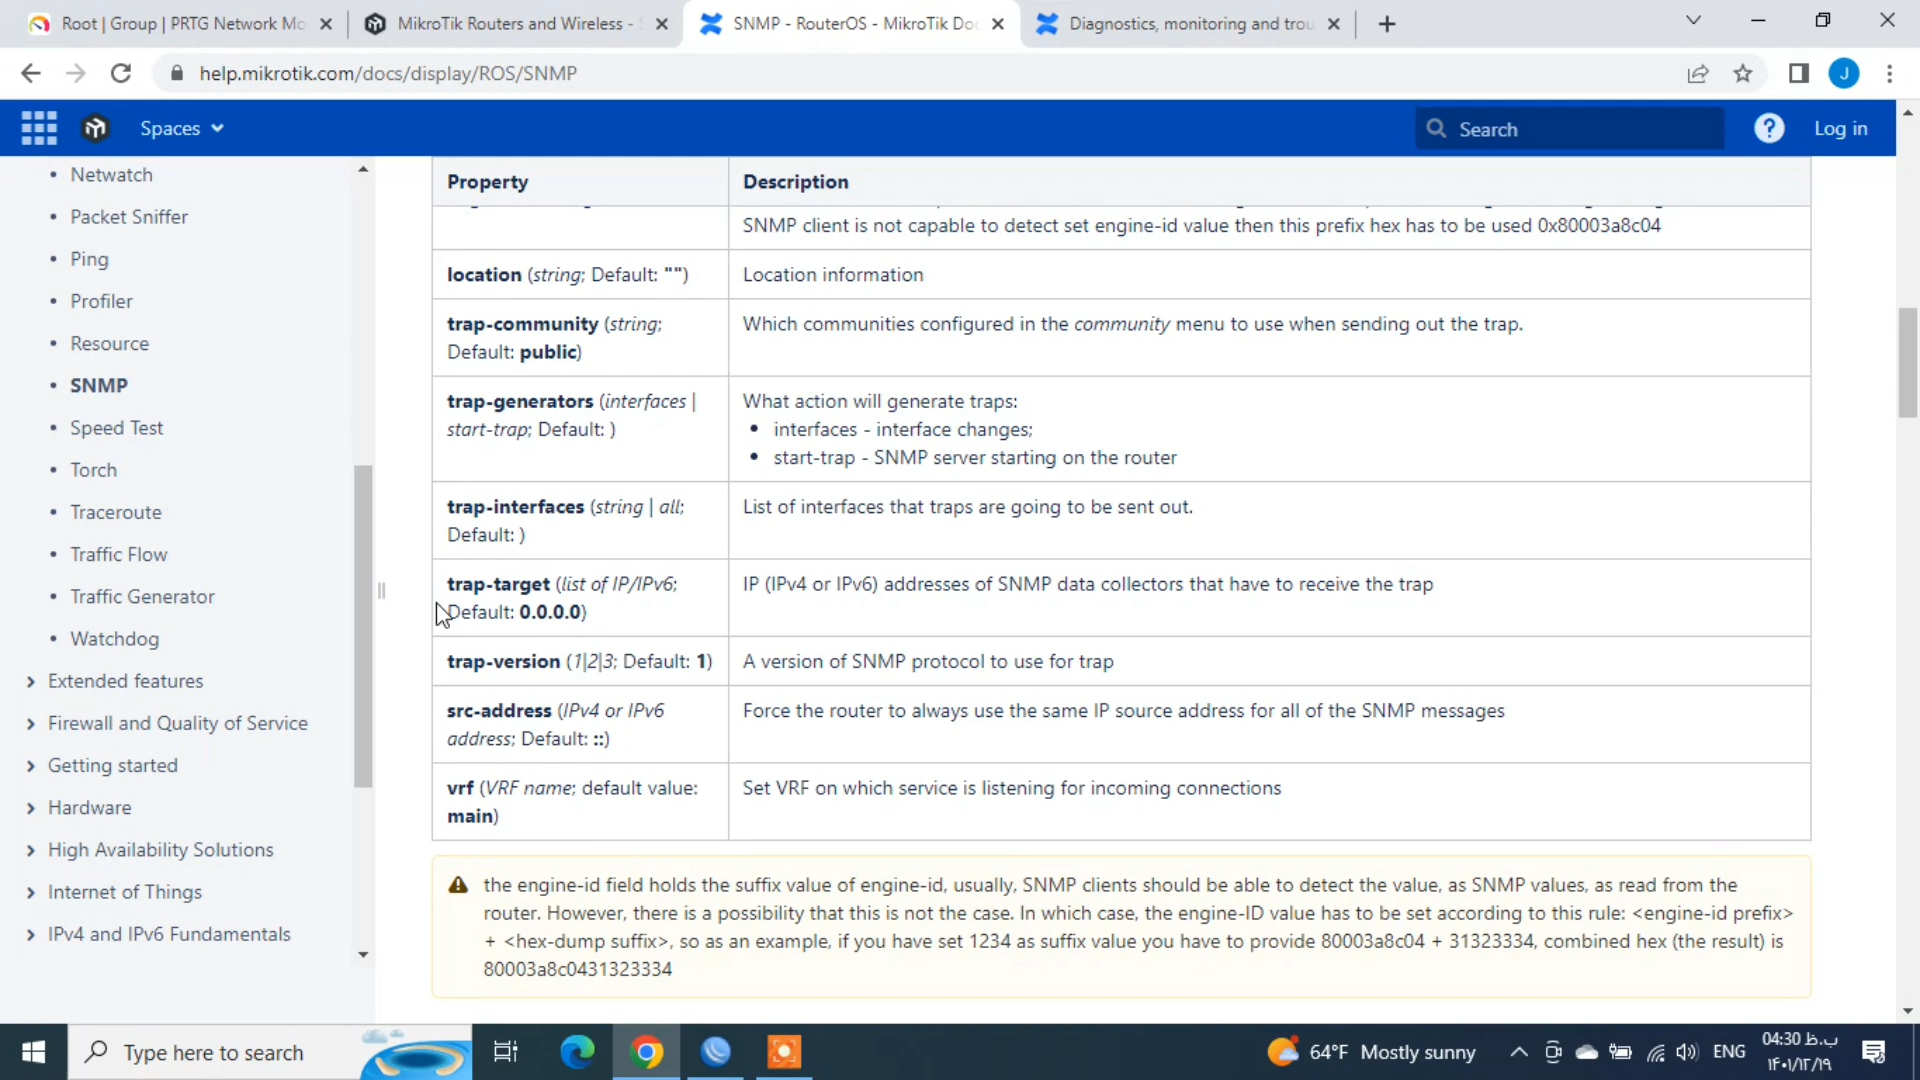 Root | Group | PRTG Network Mo
MikroTik Routers and Wireless -
SNMP - RouterOS - MikroTik Doc
Diagnostics, monitoring and trou
help.mikrotik.com/docs/display/ROS/SNMP
J
Spaces
Search
Log in
Netwatch
Packet Sniffer
Ping
Profiler
Resource
SNMP
Speed Test
Torch
Traceroute
Traffic Flow
Traffic Generator
Watchdog
Extended features
Firewall and Quality of Service
Getting started
Hardware
High Availability Solutions
Internet of Things
IPv4 and IPv6 Fundamentals
Property Description
SNMP client is not capable to detect set engine-id value then this prefix hex has to be used 0x80003a8c04
location (string; Default: "") Location information
trap-community (string; Which communities configured in the community menu to use when sending out the trap.
Default: public)
trap-generators (interfaces | What action will generate traps:
start-trap; Default: ) • interfaces - interface changes;
• start-trap - SNMP server starting on the router
trap-interfaces (string | all; List of interfaces that traps are going to be sent out.
Default: )
trap-target (list of IP/IPv6; IP (IPv4 or IPv6) addresses of SNMP data collectors that have to receive the trap
Default: 0.0.0.0)
trap-version (1|2|3; Default: 1) A version of SNMP protocol to use for trap
src-address (IPv4 or IPv6 Force the router to always use the same IP source address for all of the SNMP messages
address; Default: ::)
vrf (VRF name; default value: Set VRF on which service is listening for incoming connections
main)
the engine-id field holds the suffix value of engine-id, usually, SNMP clients should be able to detect the value, as SNMP values, as read from the
router. However, there is a possibility that this is not the case. In which case, the engine-ID value has to be set according to this rule: <engine-id prefix>
+ <hex-dump suffix>, so as an example, if you have set 1234 as suffix value you have to provide 80003a8c04 + 31323334, combined hex (the result) is
80003a8c0431323334
Type here to search
64°F Mostly sunny
ENG
04:30 ب.ظ
۱۴۰۱/۱۲/۱۹